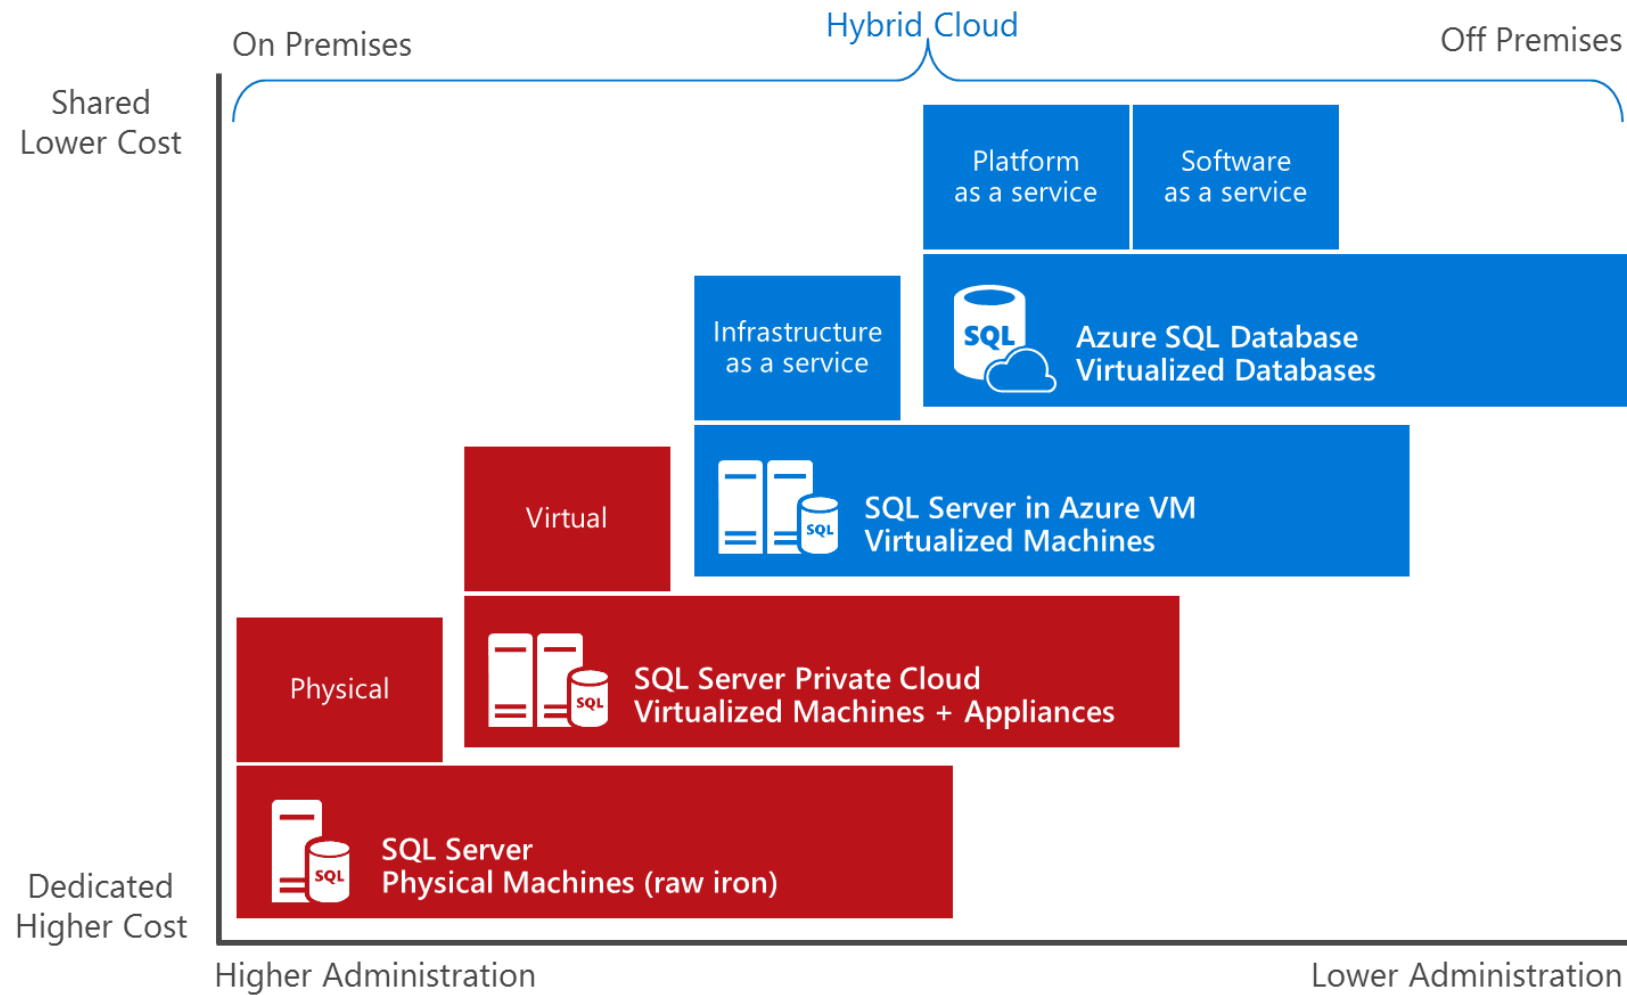 Hybrid Cloud
On Premises
Off Premises
Shared
Lower Cost
Platform
as a service
Software
as a service
Infrastructure
as a service
SQL
Azure SQL Database
Virtualized Databases
Virtual
SQL
SQL Server in Azure VM
Virtualized Machines
Physical
SQL
SQL Server Private Cloud
Virtualized Machines + Appliances
SQL
SQL Server
Physical Machines (raw iron)
Dedicated
Higher Cost
Higher Administration
Lower Administration